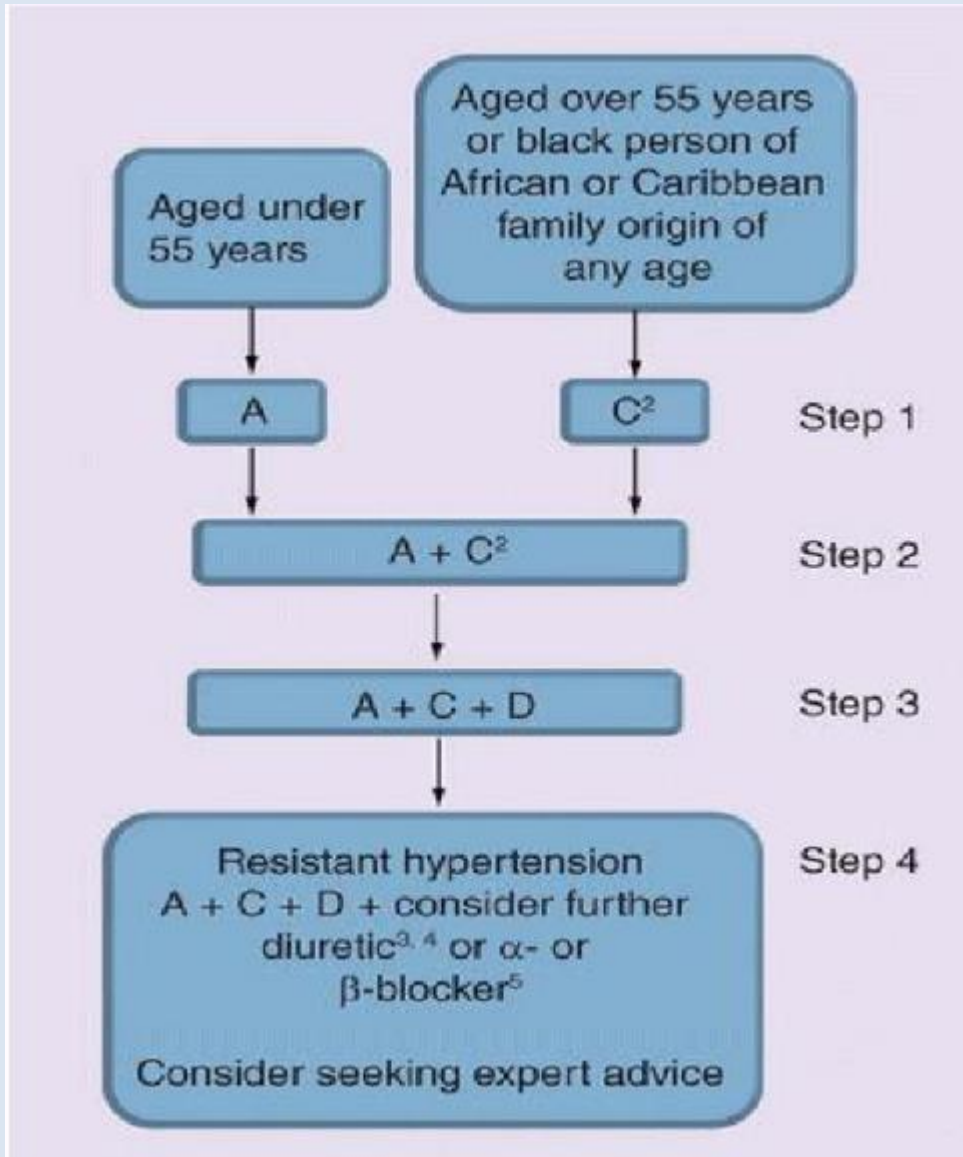 Aged under
55 years
Aged over 55 years
or black person of
African or Caribbean
family origin of
any age
A
C²
Step 1
A + C²
Step 2
A + C + D
Step 3
Resistant hypertension
A + C + D + consider further
diuretic³, ⁴ or α- or
β-blocker⁵
Consider seeking expert advice
Step 4